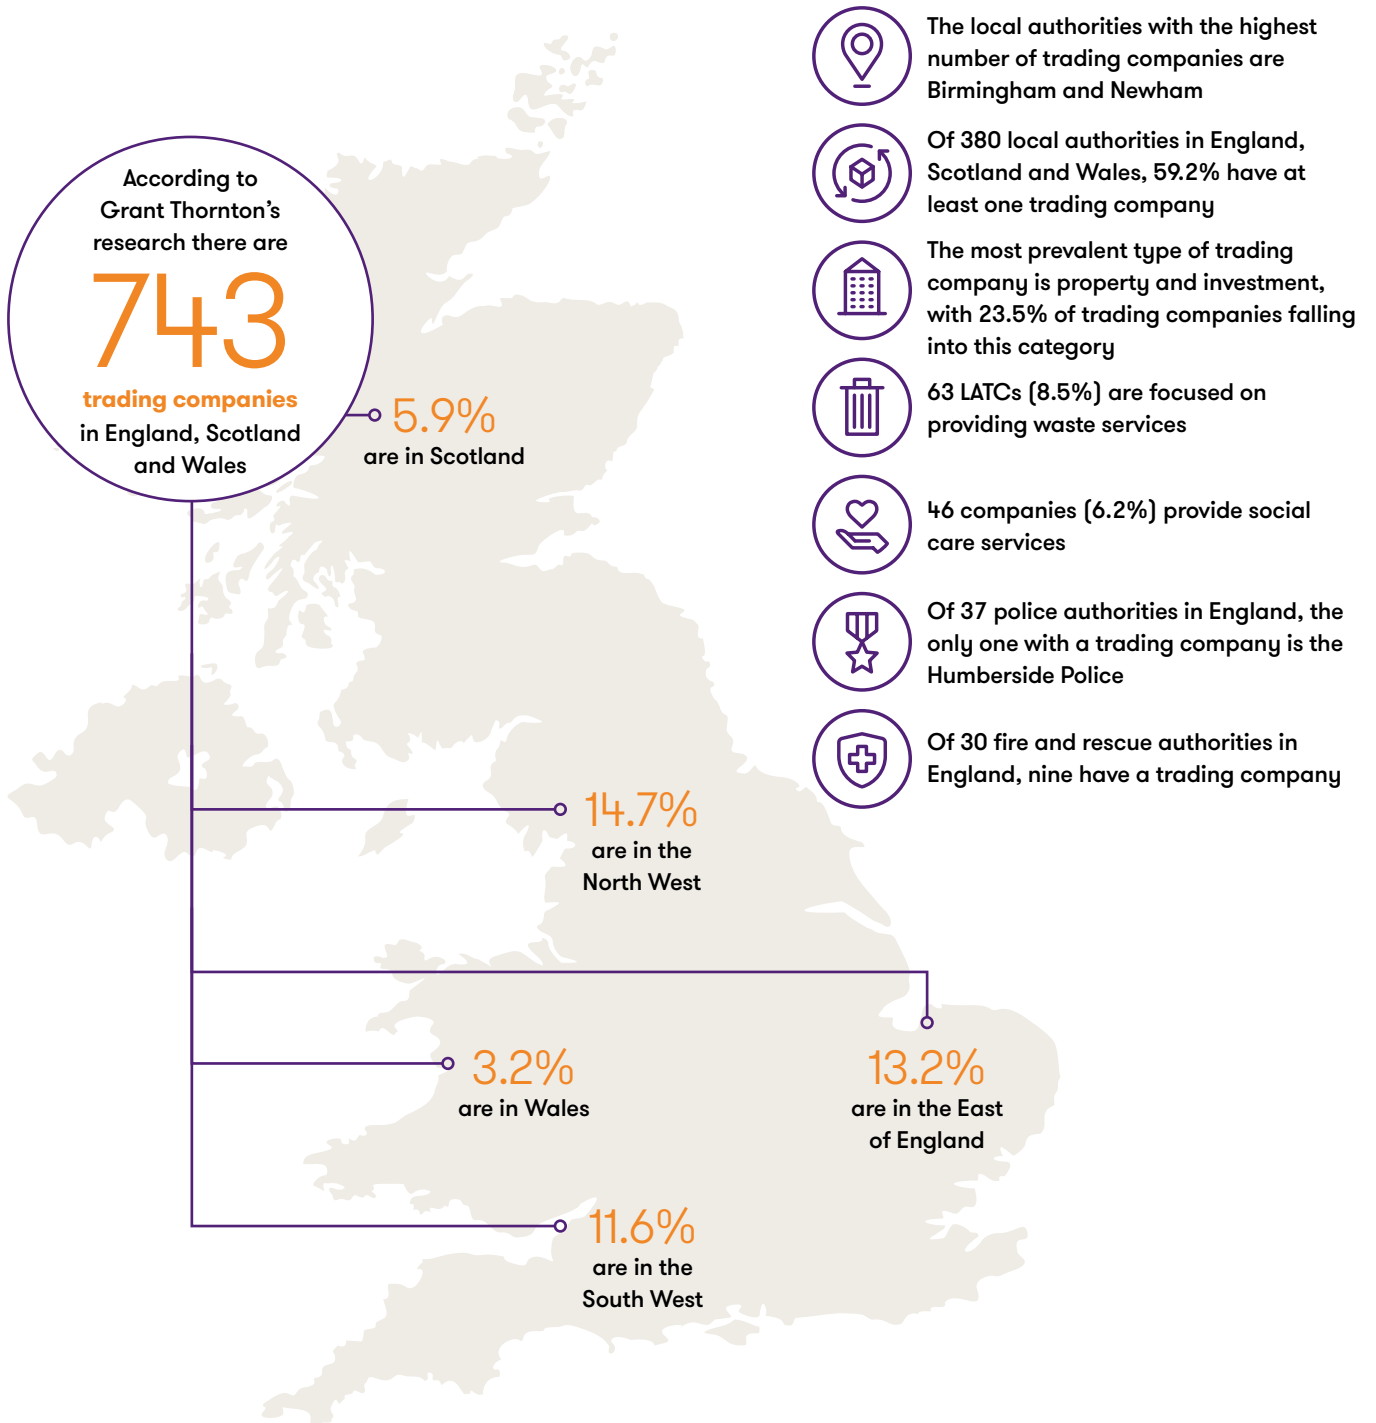 According to
Grant Thornton’s
research there are
743
trading companies
in England, Scotland
and Wales
5.9%
are in Scotland
14.7%
are in the
North West
3.2%
are in Wales
13.2%
are in the East
of England
11.6%
are in the
South West
The local authorities with the highest
number of trading companies are
Birmingham and Newham
Of 380 local authorities in England,
Scotland and Wales, 59.2% have at
least one trading company
The most prevalent type of trading
company is property and investment,
with 23.5% of trading companies falling
into this category
63 LATCs (8.5%) are focused on
providing waste services
46 companies (6.2%) provide social
care services
Of 37 police authorities in England, the
only one with a trading company is the
Humberside Police
Of 30 fire and rescue authorities in
England, nine have a trading company